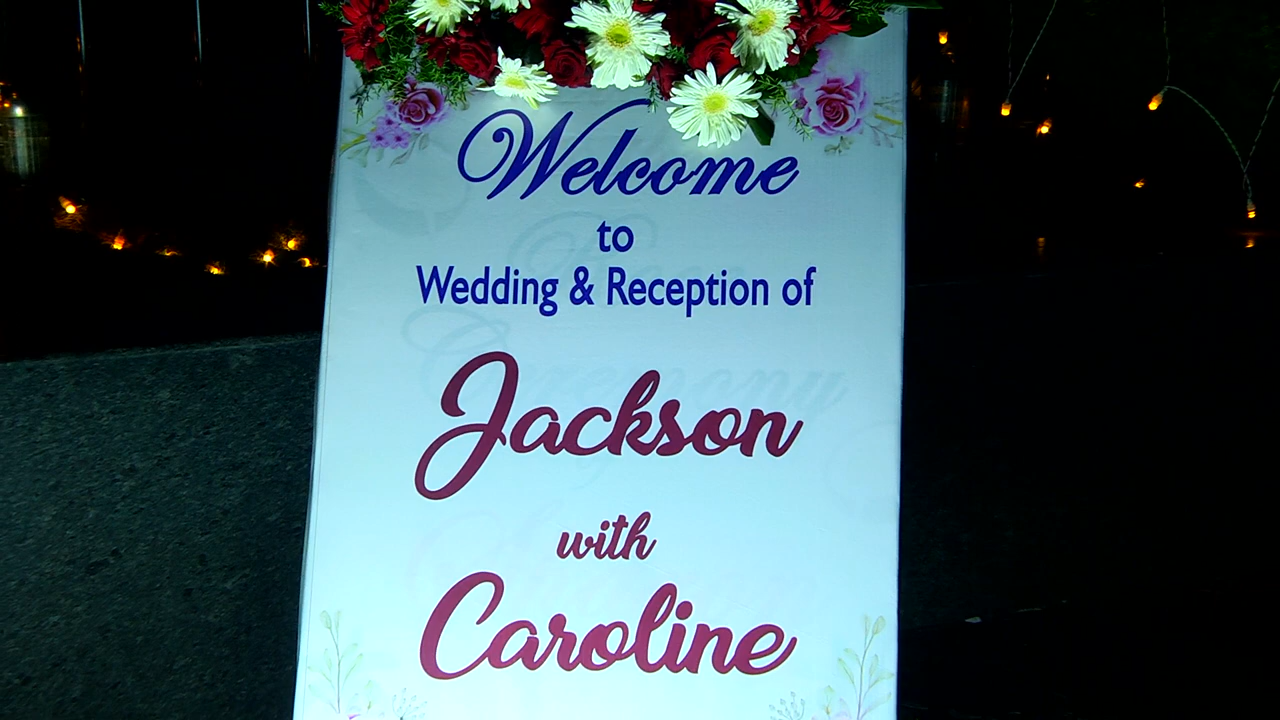 Welcome
to
Wedding & Reception of
Jackson
with
Caroline